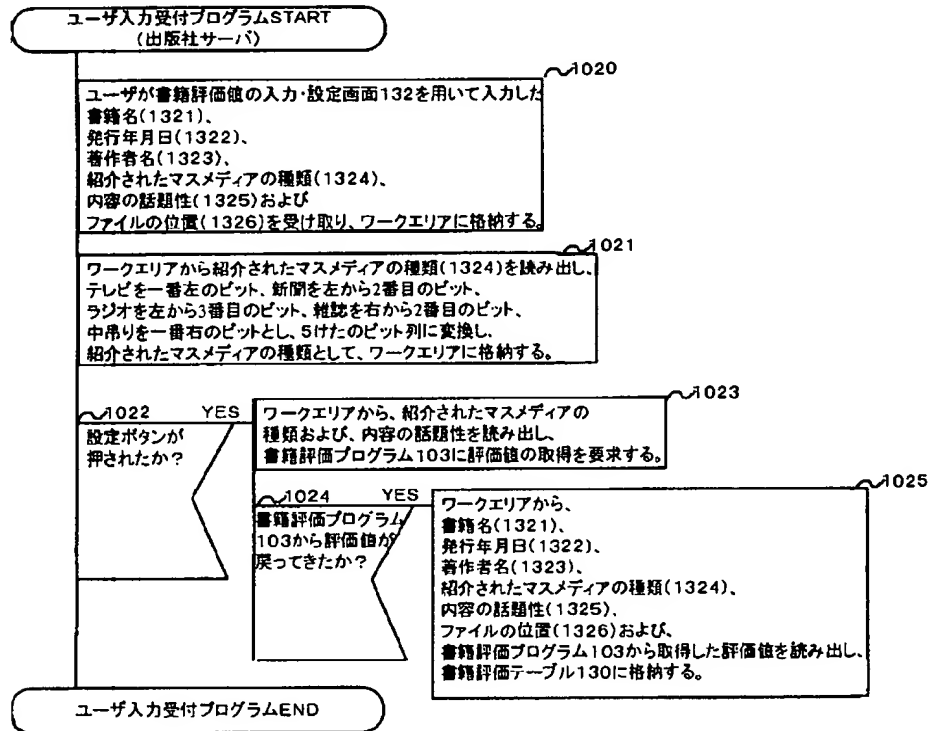 ユーザ入力受付プログラムSTART
(出版社サーバ)
1020
ユーザが書籍評価値の入力・設定画面132を用いて入力した
書籍名(1321)、
発行年月日(1322)、
著作者名(1323)、
紹介されたマスメディアの種類(1324)、
内容の話題性(1325)および
ファイルの位置(1326)を受け取り、ワークエリアに格納する。
1021
ワークエリアから紹介されたマスメディアの種類(1324)を読み出し、
テレビを一番左のビット、新聞を左から2番目のビット、
ラジオを左から3番目のビット、雑誌を右から2番目のビット、
中吊りを一番右のビットとし、5けたのビット列に変換し、
紹介されたマスメディアの種類として、ワークエリアに格納する。
1022 YES
設定ボタンが
押されたか?
1023
ワークエリアから、紹介されたマスメディアの
種類および、内容の話題性を読み出し、
書籍評価プログラム103に評価値の取得を要求する。
1024 YES
書籍評価プログラム
103から評価値が
戻ってきたか?
1025
ワークエリアから、
書籍名(1321)、
発行年月日(1322)、
著作者名(1323)、
紹介されたマスメディアの種類(1324)、
内容の話題性(1325)、
ファイルの位置(1326)および、
書籍評価プログラム103から取得した評価値を読み出し、
書籍評価テーブル130に格納する。
ユーザ入力受付プログラムEND